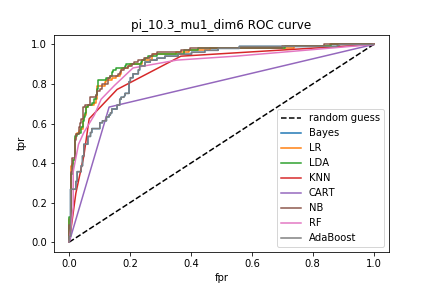 pi_10.3_mu1_dim6 ROC curve
1.0
0.8
0.6
0.4
0.2
0.0
tpr
0.0 0.2 0.4 0.6 0.8 1.0
fpr
random guess
Bayes
LR
LDA
KNN
CART
NB
RF
AdaBoost